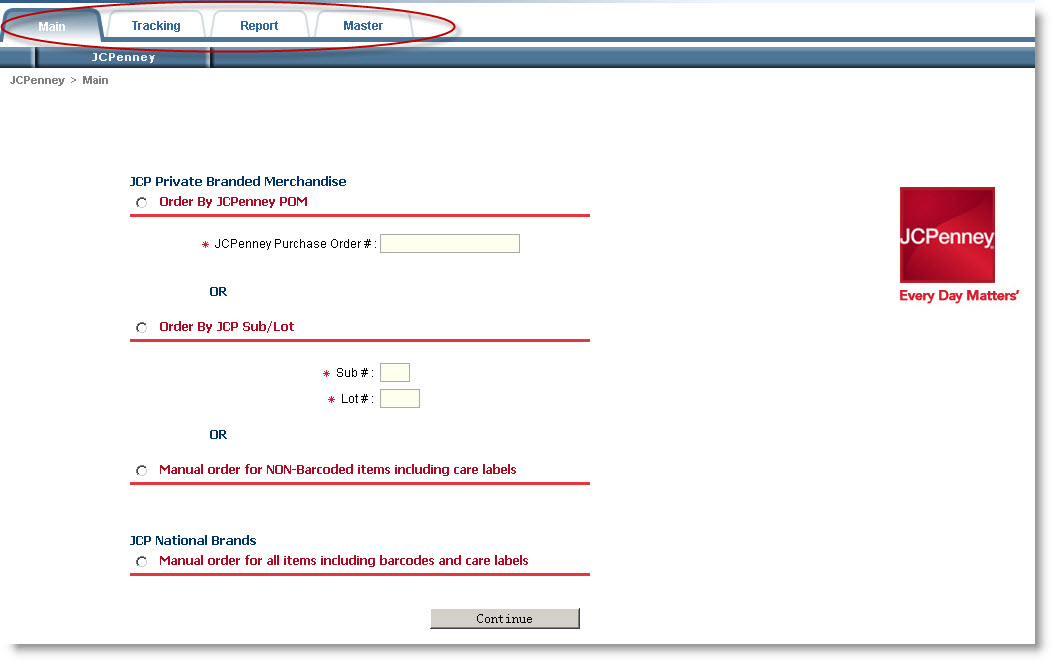 Main Tracking Report Master
JCPenney
JCPenney > Main
JCP Private Branded Merchandise
Order By JCPenney POM
* JCPenney Purchase Order # :
OR
Order By JCP Sub/Lot
* Sub # :
* Lot # :
OR
Manual order for NON-Barcoded items including care labels
JCP National Brands
Manual order for all items including barcodes and care labels
Continue
JCPenney
Every Day Matters®